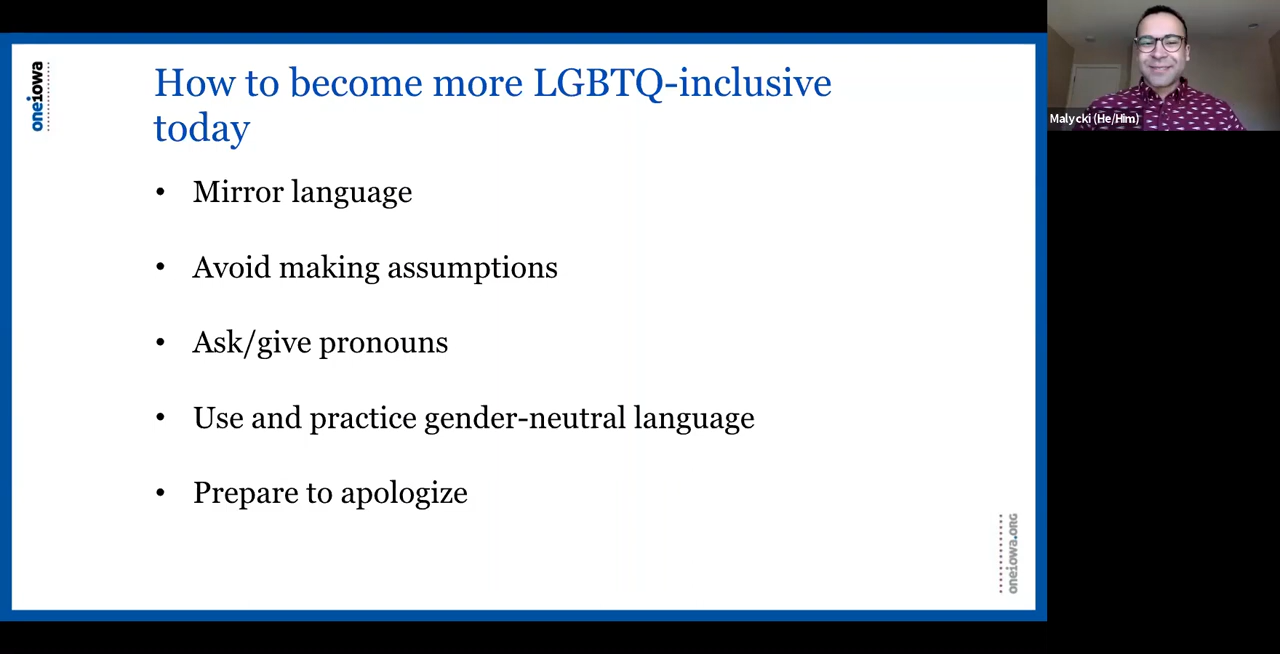 oneiowa
How to become more LGBTQ-inclusive
today
• Mirror language
• Avoid making assumptions
• Ask/give pronouns
• Use and practice gender-neutral language
• Prepare to apologize
oneiowa.ORG
Malycki (He/Him)